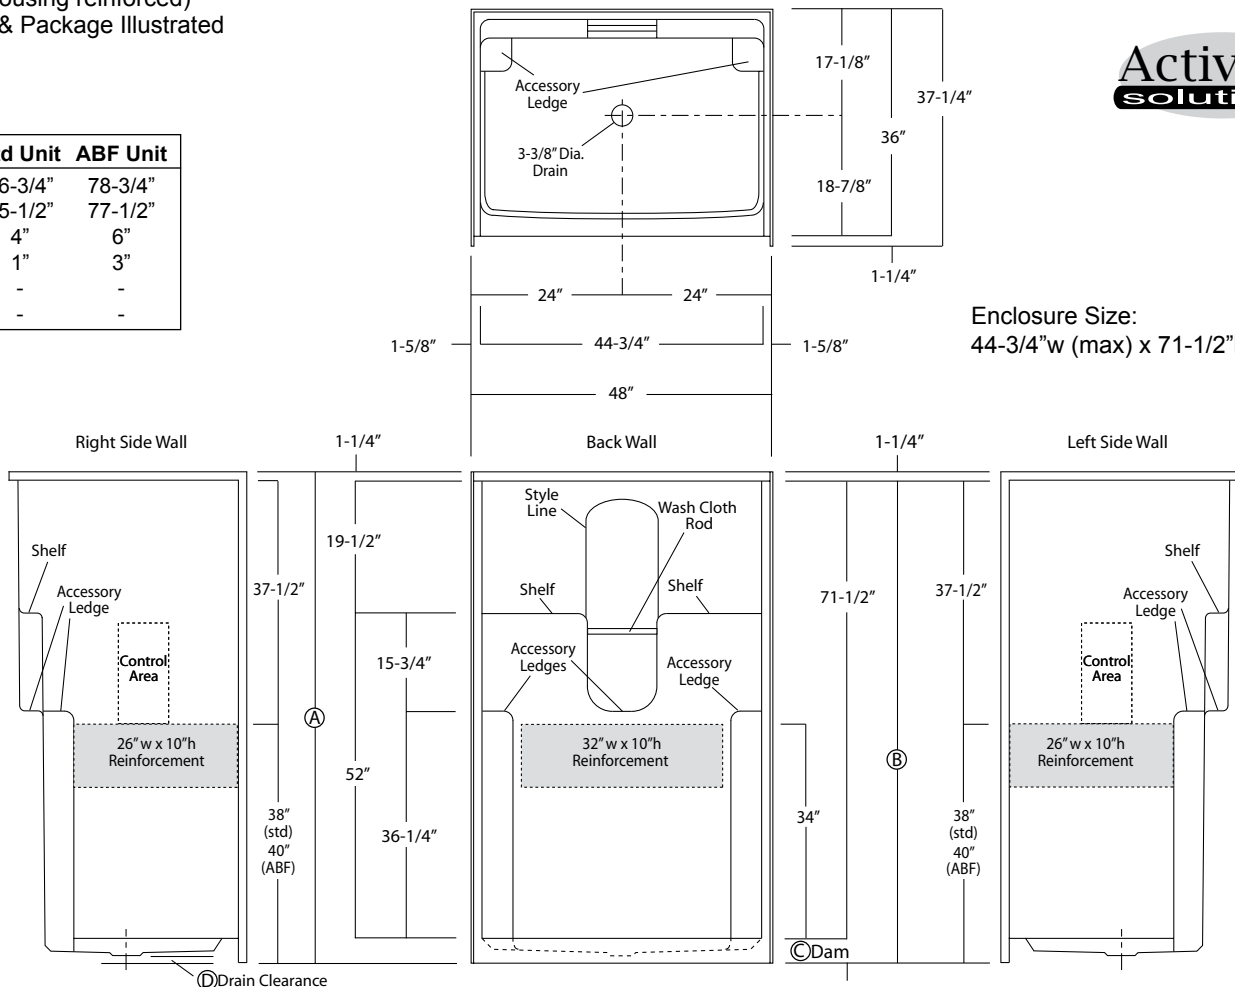 ousing reinforced)
& Package Illustrated
Activ
soluti
d Unit ABF Unit
6-3/4" 78-3/4"
5-1/2" 77-1/2"
4" 6"
1" 3"
- -
- -
Accessory
Ledge
3-3/8" Dia.
Drain
17-1/8"
37-1/4"
36"
18-7/8"
1-1/4"
24" 24"
1-5/8" 44-3/4" 1-5/8"
48"
Enclosure Size:
44-3/4"w (max) x 71-1/2"
Right Side Wall
1-1/4"
Back Wall
1-1/4"
Left Side Wall
Shelf
Accessory
Ledge
Control
Area
26" w x 10"h
Reinforcement
37-1/2"
38"
(std)
40"
(ABF)
A
19-1/2"
15-3/4"
52"
36-1/4"
D Drain Clearance
Style
Line
Wash Cloth
Rod
Shelf
Shelf
Accessory
Ledges
Accessory
Ledge
32" w x 10"h
Reinforcement
34"
71-1/2"
B
C Dam
37-1/2"
38"
(std)
40"
(ABF)
Shelf
Accessory
Ledge
Control
Area
26" w x 10"h
Reinforcement